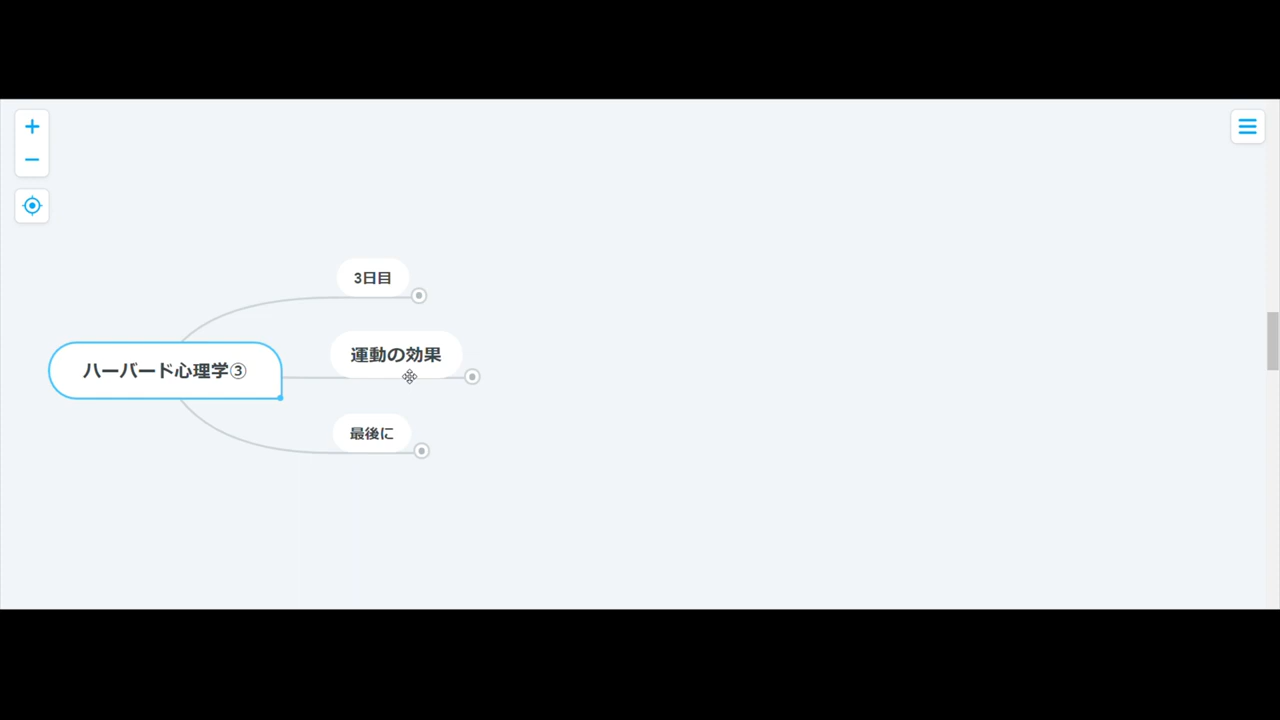 3日目
運動の効果
ハーバード心理学③
最後に